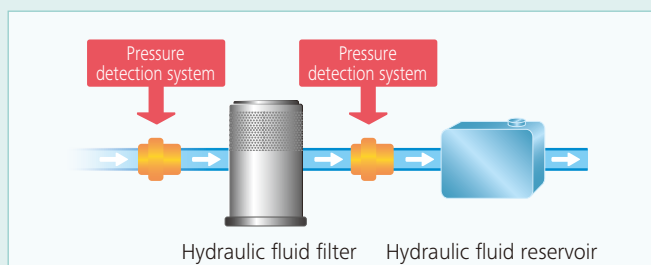 Pressure
detection system
Pressure
detection system
Hydraulic fluid filter
Hydraulic fluid reservoir